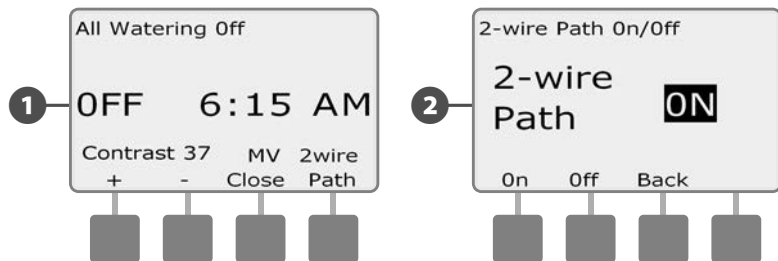 All Watering Off
1
OFF 6:15 AM
Contrast 37 MV 2wire
+ - Close Path
2-wire Path On/Off
2
2-wire
Path ON
On Off Back